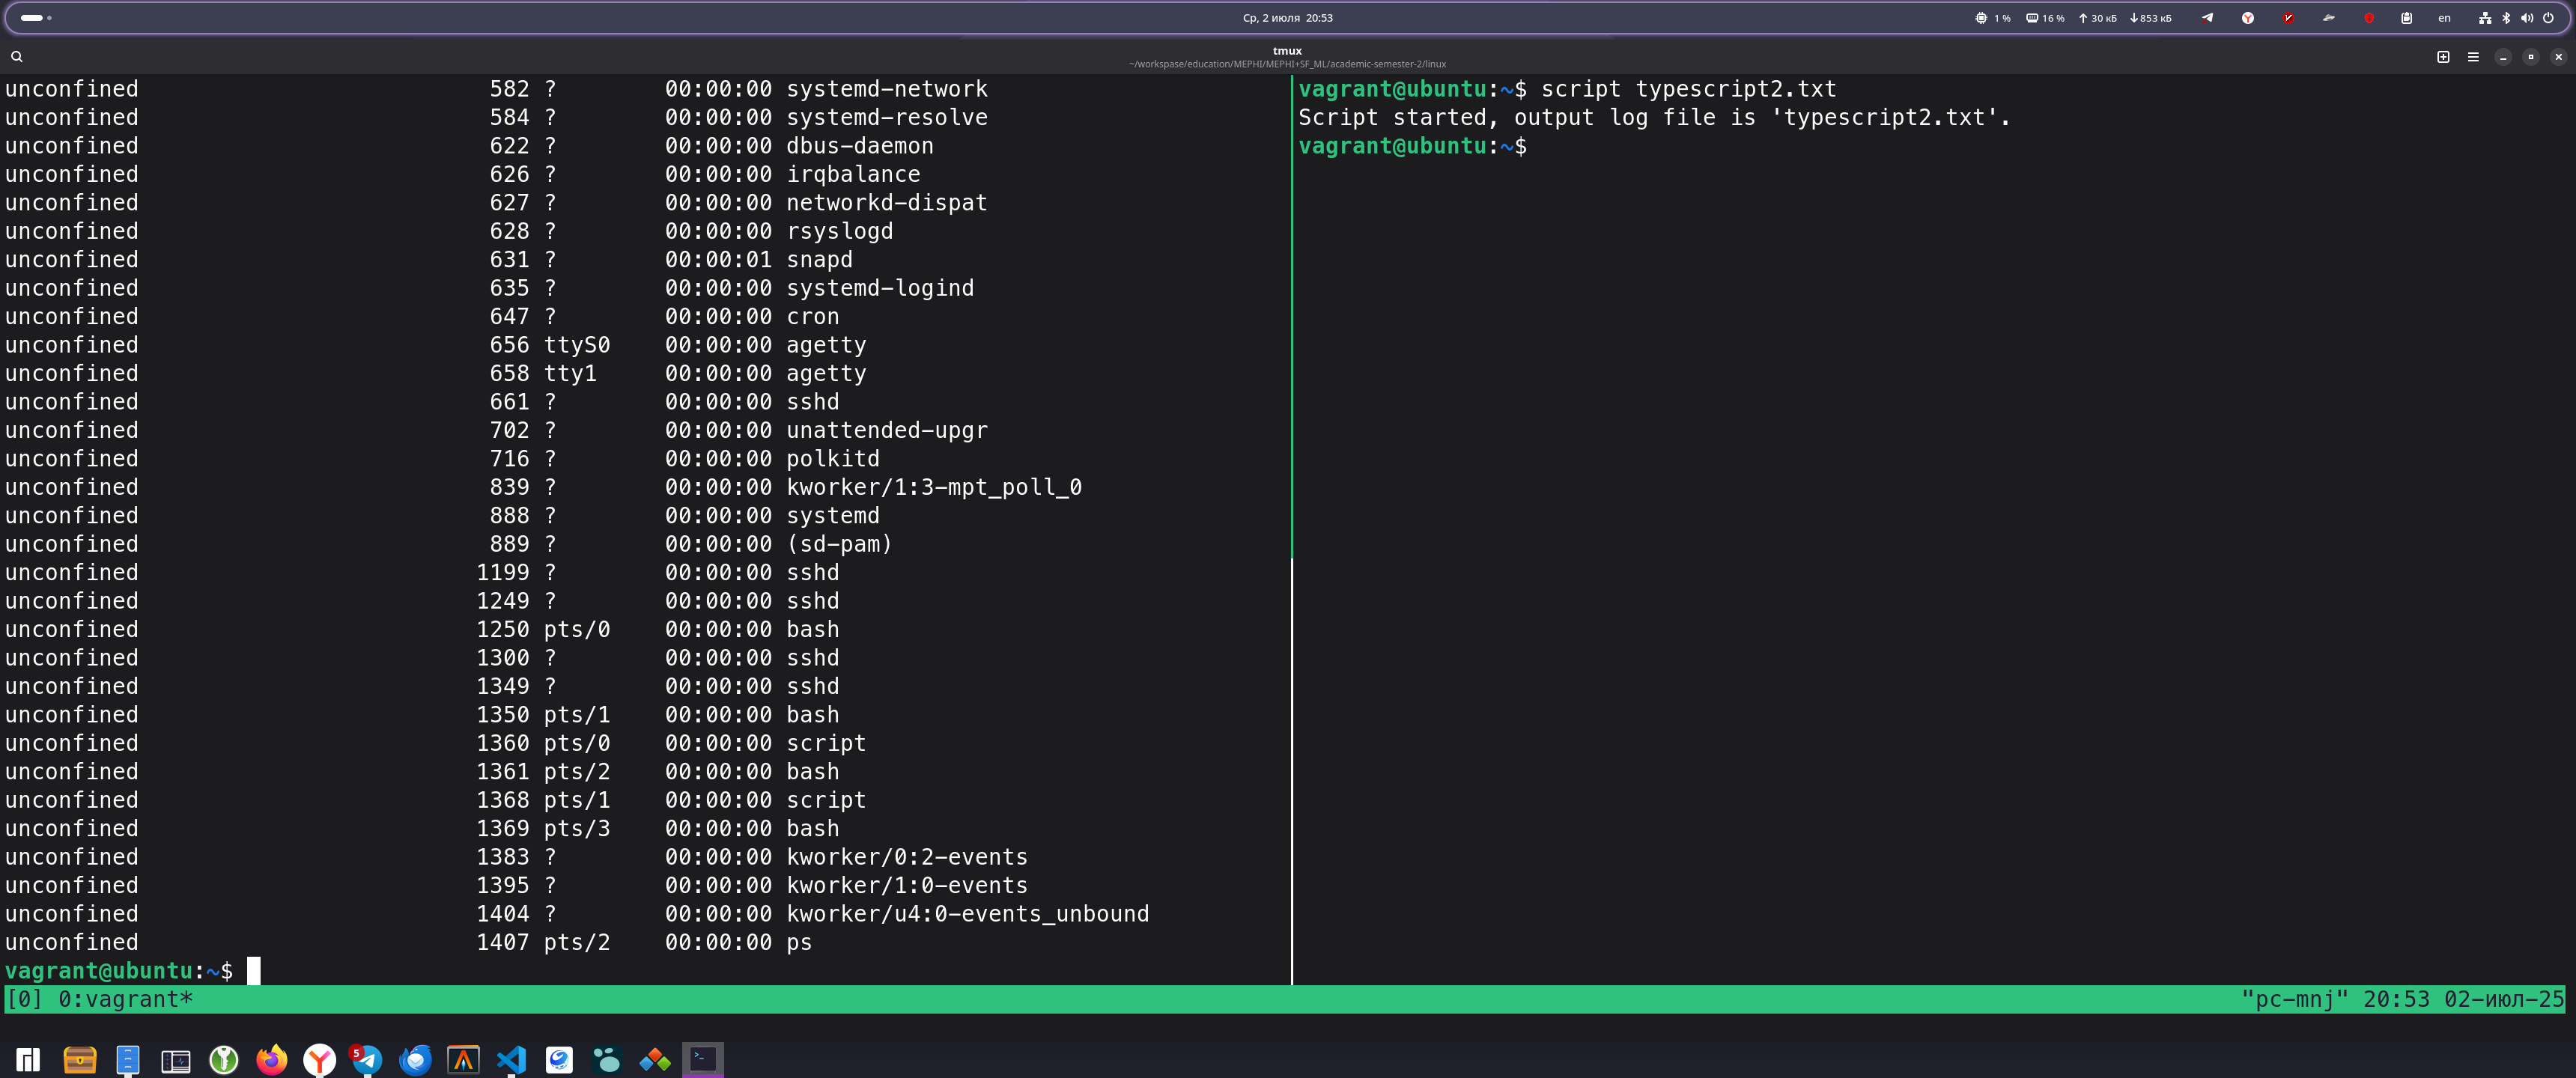 Ср, 2 июля 20:53
1 % 16 % 30 кБ 853 кБ en
tmux
~/workspase/education/MEPHI/MEPHI+SF_ML/academic-semester-2/linux
unconfined 582 ? 00:00:00 systemd-network
unconfined 584 ? 00:00:00 systemd-resolve
unconfined 622 ? 00:00:00 dbus-daemon
unconfined 626 ? 00:00:00 irqbalance
unconfined 627 ? 00:00:00 networkd-dispat
unconfined 628 ? 00:00:00 rsyslogd
unconfined 631 ? 00:00:01 snapd
unconfined 635 ? 00:00:00 systemd-logind
unconfined 647 ? 00:00:00 cron
unconfined 656 ttyS0 00:00:00 agetty
unconfined 658 tty1 00:00:00 agetty
unconfined 661 ? 00:00:00 sshd
unconfined 702 ? 00:00:00 unattended-upgr
unconfined 716 ? 00:00:00 polkitd
unconfined 839 ? 00:00:00 kworker/1:3-mpt_poll_0
unconfined 888 ? 00:00:00 systemd
unconfined 889 ? 00:00:00 (sd-pam)
unconfined 1199 ? 00:00:00 sshd
unconfined 1249 ? 00:00:00 sshd
unconfined 1250 pts/0 00:00:00 bash
unconfined 1300 ? 00:00:00 sshd
unconfined 1349 ? 00:00:00 sshd
unconfined 1350 pts/1 00:00:00 bash
unconfined 1360 pts/0 00:00:00 script
unconfined 1361 pts/2 00:00:00 bash
unconfined 1368 pts/1 00:00:00 script
unconfined 1369 pts/3 00:00:00 bash
unconfined 1383 ? 00:00:00 kworker/0:2-events
unconfined 1395 ? 00:00:00 kworker/1:0-events
unconfined 1404 ? 00:00:00 kworker/u4:0-events_unbound
unconfined 1407 pts/2 00:00:00 ps
vagrant@ubuntu:~$
vagrant@ubuntu:~$ script typescript2.txt
Script started, output log file is 'typescript2.txt'.
vagrant@ubuntu:~$
[0] 0:vagrant* "pc-mnj" 20:53 02-июл-25
5